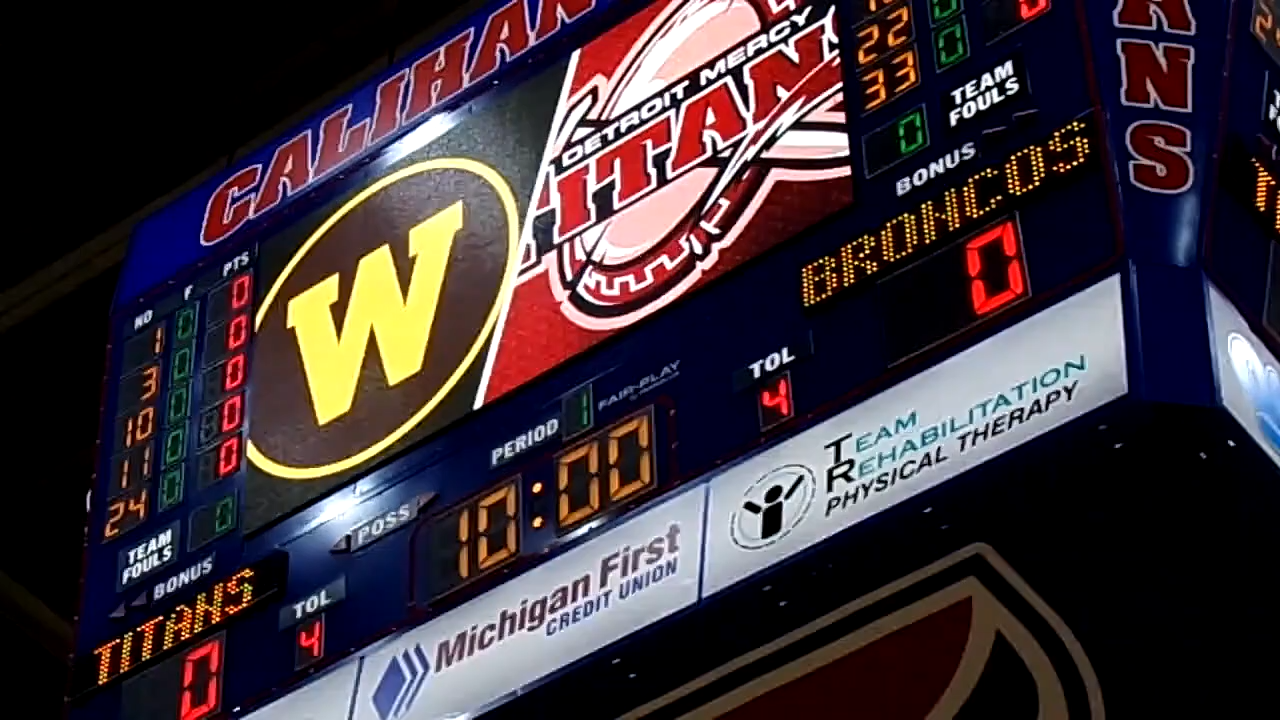 CALIHAN
DETROIT MERCY
TITANS
W
NO F PTS
1 0 0
3 0 0
10 0 0
11 0 0
24 0 0
0
TEAM
FOULS
BONUS
TITANS
0
TOL
4
POSS
PERIOD 1
FAIR-PLAY
10:00
TOL
4
22 0
33
0
TEAM
FOULS
BONUS
BRONCOS
0
Michigan First
CREDIT UNION
TEAM
REHABILITATION
PHYSICAL THERAPY
ANS